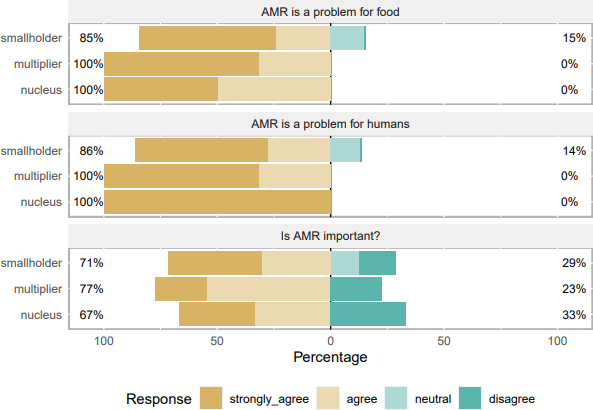 AMR is a problem for food
smallholder 85% 15%
multiplier 100% 0%
nucleus 100% 0%
AMR is a problem for humans
smallholder 86% 14%
multiplier 100% 0%
nucleus 100% 0%
Is AMR important?
smallholder 71% 29%
multiplier 77% 23%
nucleus 67% 33%
100 50 0 50 100
Percentage
Response strongly_agree agree neutral disagree